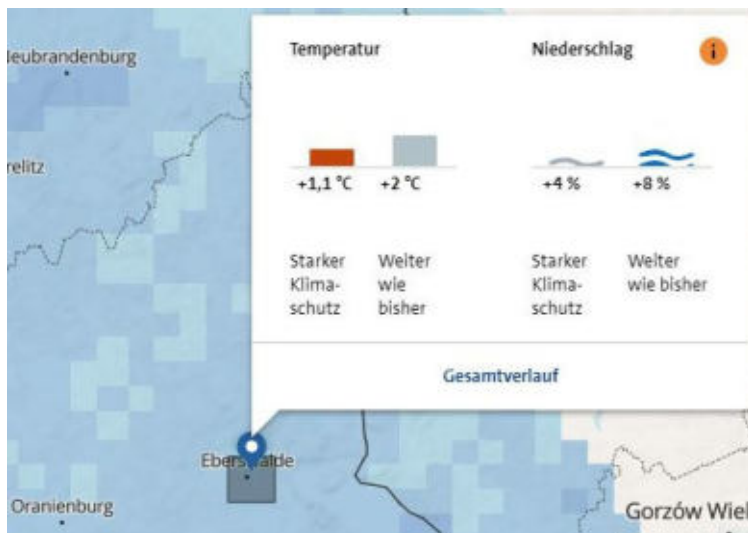 Neubrandenburg
relitz
Temperatur
Niederschlag
i
+1,1 °C
+2 °C
+4 %
+8 %
Starker
Klima-
schutz
Weiter
wie
bisher
Starker
Klima-
schutz
Weiter
wie bisher
Gesamtverlauf
Eberswalde
Oranienburg
Gorzów Wiel